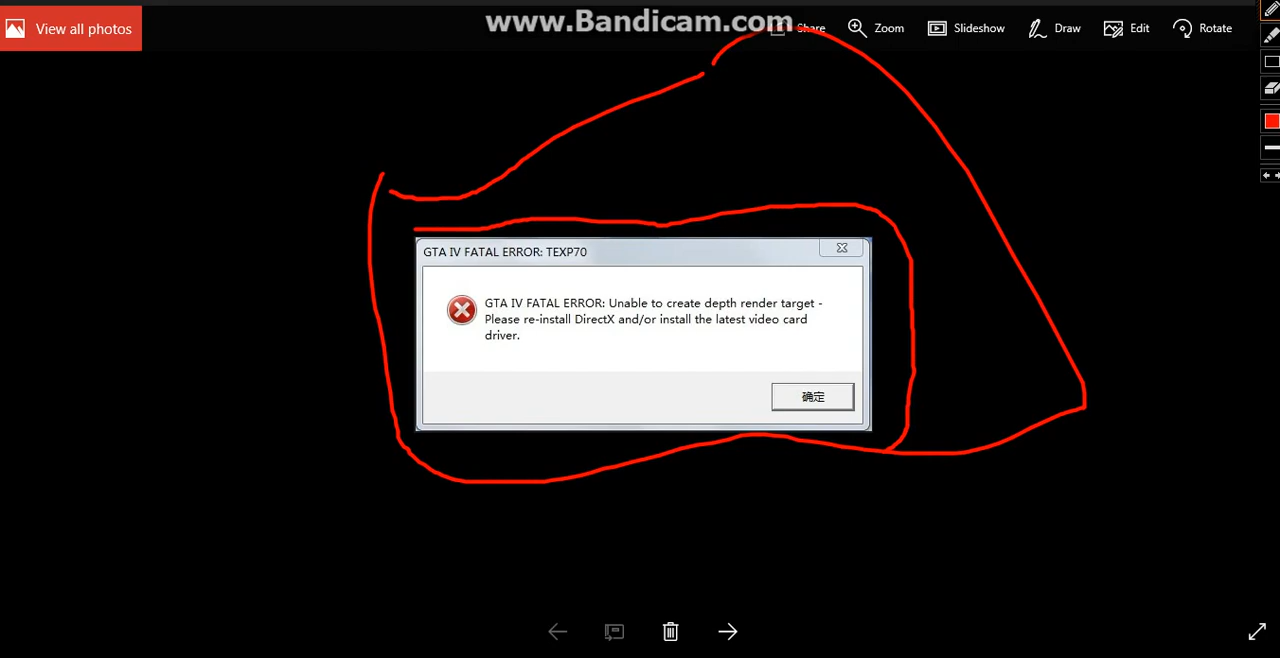 www.Bandicam.com
View all photos
Share
Zoom
Slideshow
Draw
Edit
Rotate
GTA IV FATAL ERROR: TEXP70
GTA IV FATAL ERROR: Unable to create depth render target -
Please re-install DirectX and/or install the latest video card
driver.
确定